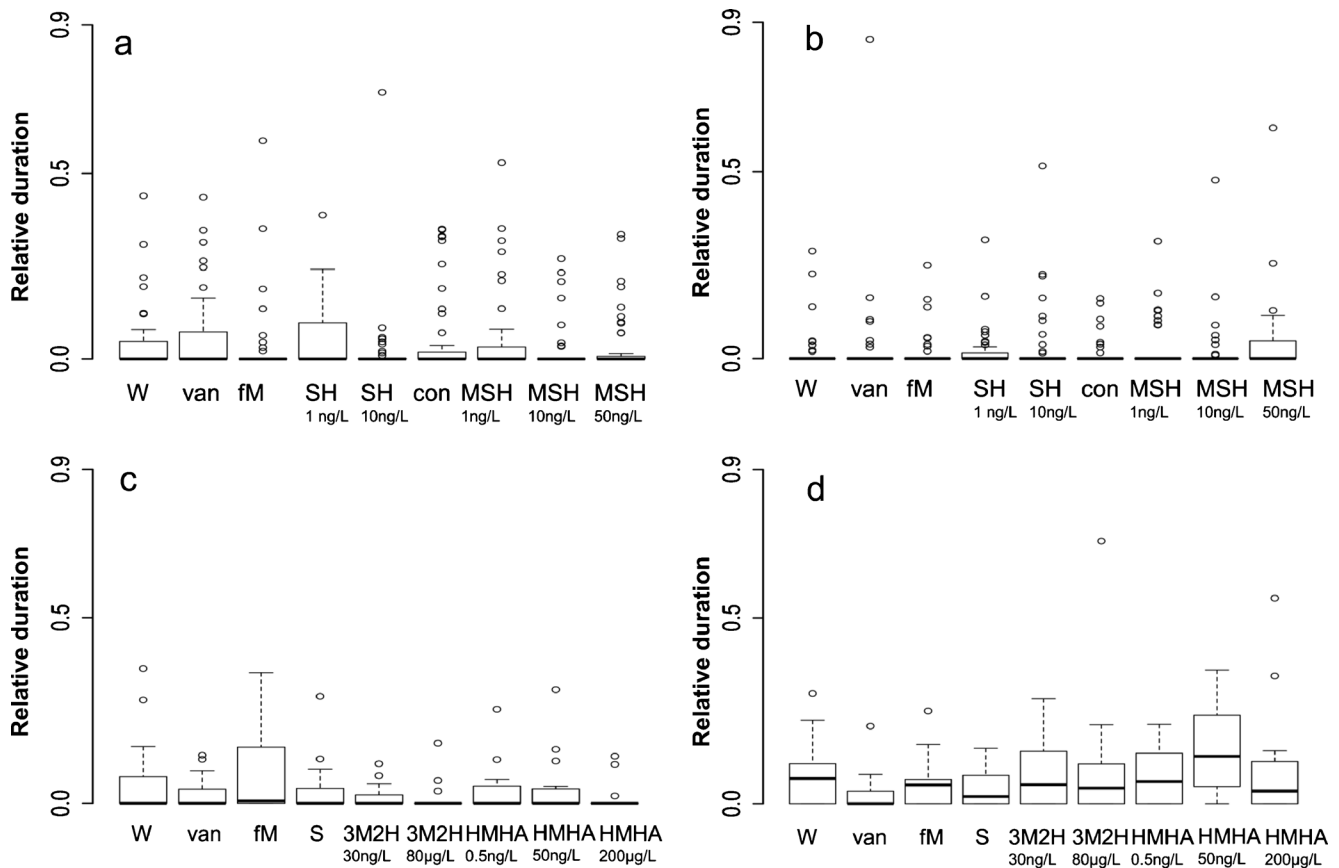 a
0.9
0.5
0.0
Relative duration
W van fM SH SH con MSH MSH MSH
1 ng/L 10ng/L 1ng/L 10ng/L 50ng/L
b
0.9
0.5
0.0
Relative duration
W van fM SH SH con MSH MSH MSH
1 ng/L 10ng/L 1ng/L 10ng/L 50ng/L
c
0.9
0.5
0.0
Relative duration
W van fM S 3M2H 3M2H HMHA HMHA HMHA
30ng/L 80µg/L 0.5ng/L 50ng/L 200µg/L
d
0.9
0.5
0.0
Relative duration
W van fM S 3M2H 3M2H HMHA HMHA HMHA
30ng/L 80µg/L 0.5ng/L 50ng/L 200µg/L